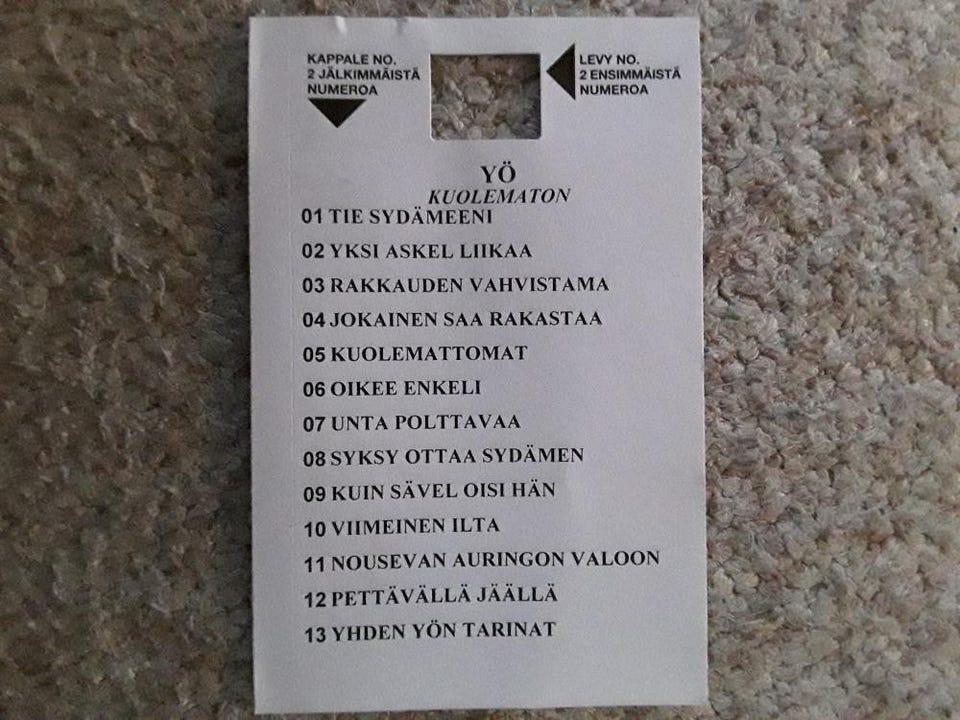 KAPPALE NO.
2 JÄLKIMMÄISTÄ
NUMEROA
LEVY NO.
2 ENSIMMÄISTÄ
NUMEROA
YÖ
KUOLEMATON
01 TIE SYDÄMEENI
02 YKSI ASKEL LIIKAA
03 RAKKAUDEN VAHVISTAMA
04 JOKAINEN SAA RAKASTAA
05 KUOLEMATTOMAT
06 OIKEE ENKELI
07 UNTA POLTTAVAA
08 SYKSY OTTAA SYDÄMEN
09 KUIN SÄVEL OISI HÄN
10 VIIMEINEN ILTA
11 NOUSEVAN AURINGON VALOON
12 PETTÄVÄLLÄ JÄÄLLÄ
13 YHDEN YÖN TARINAT